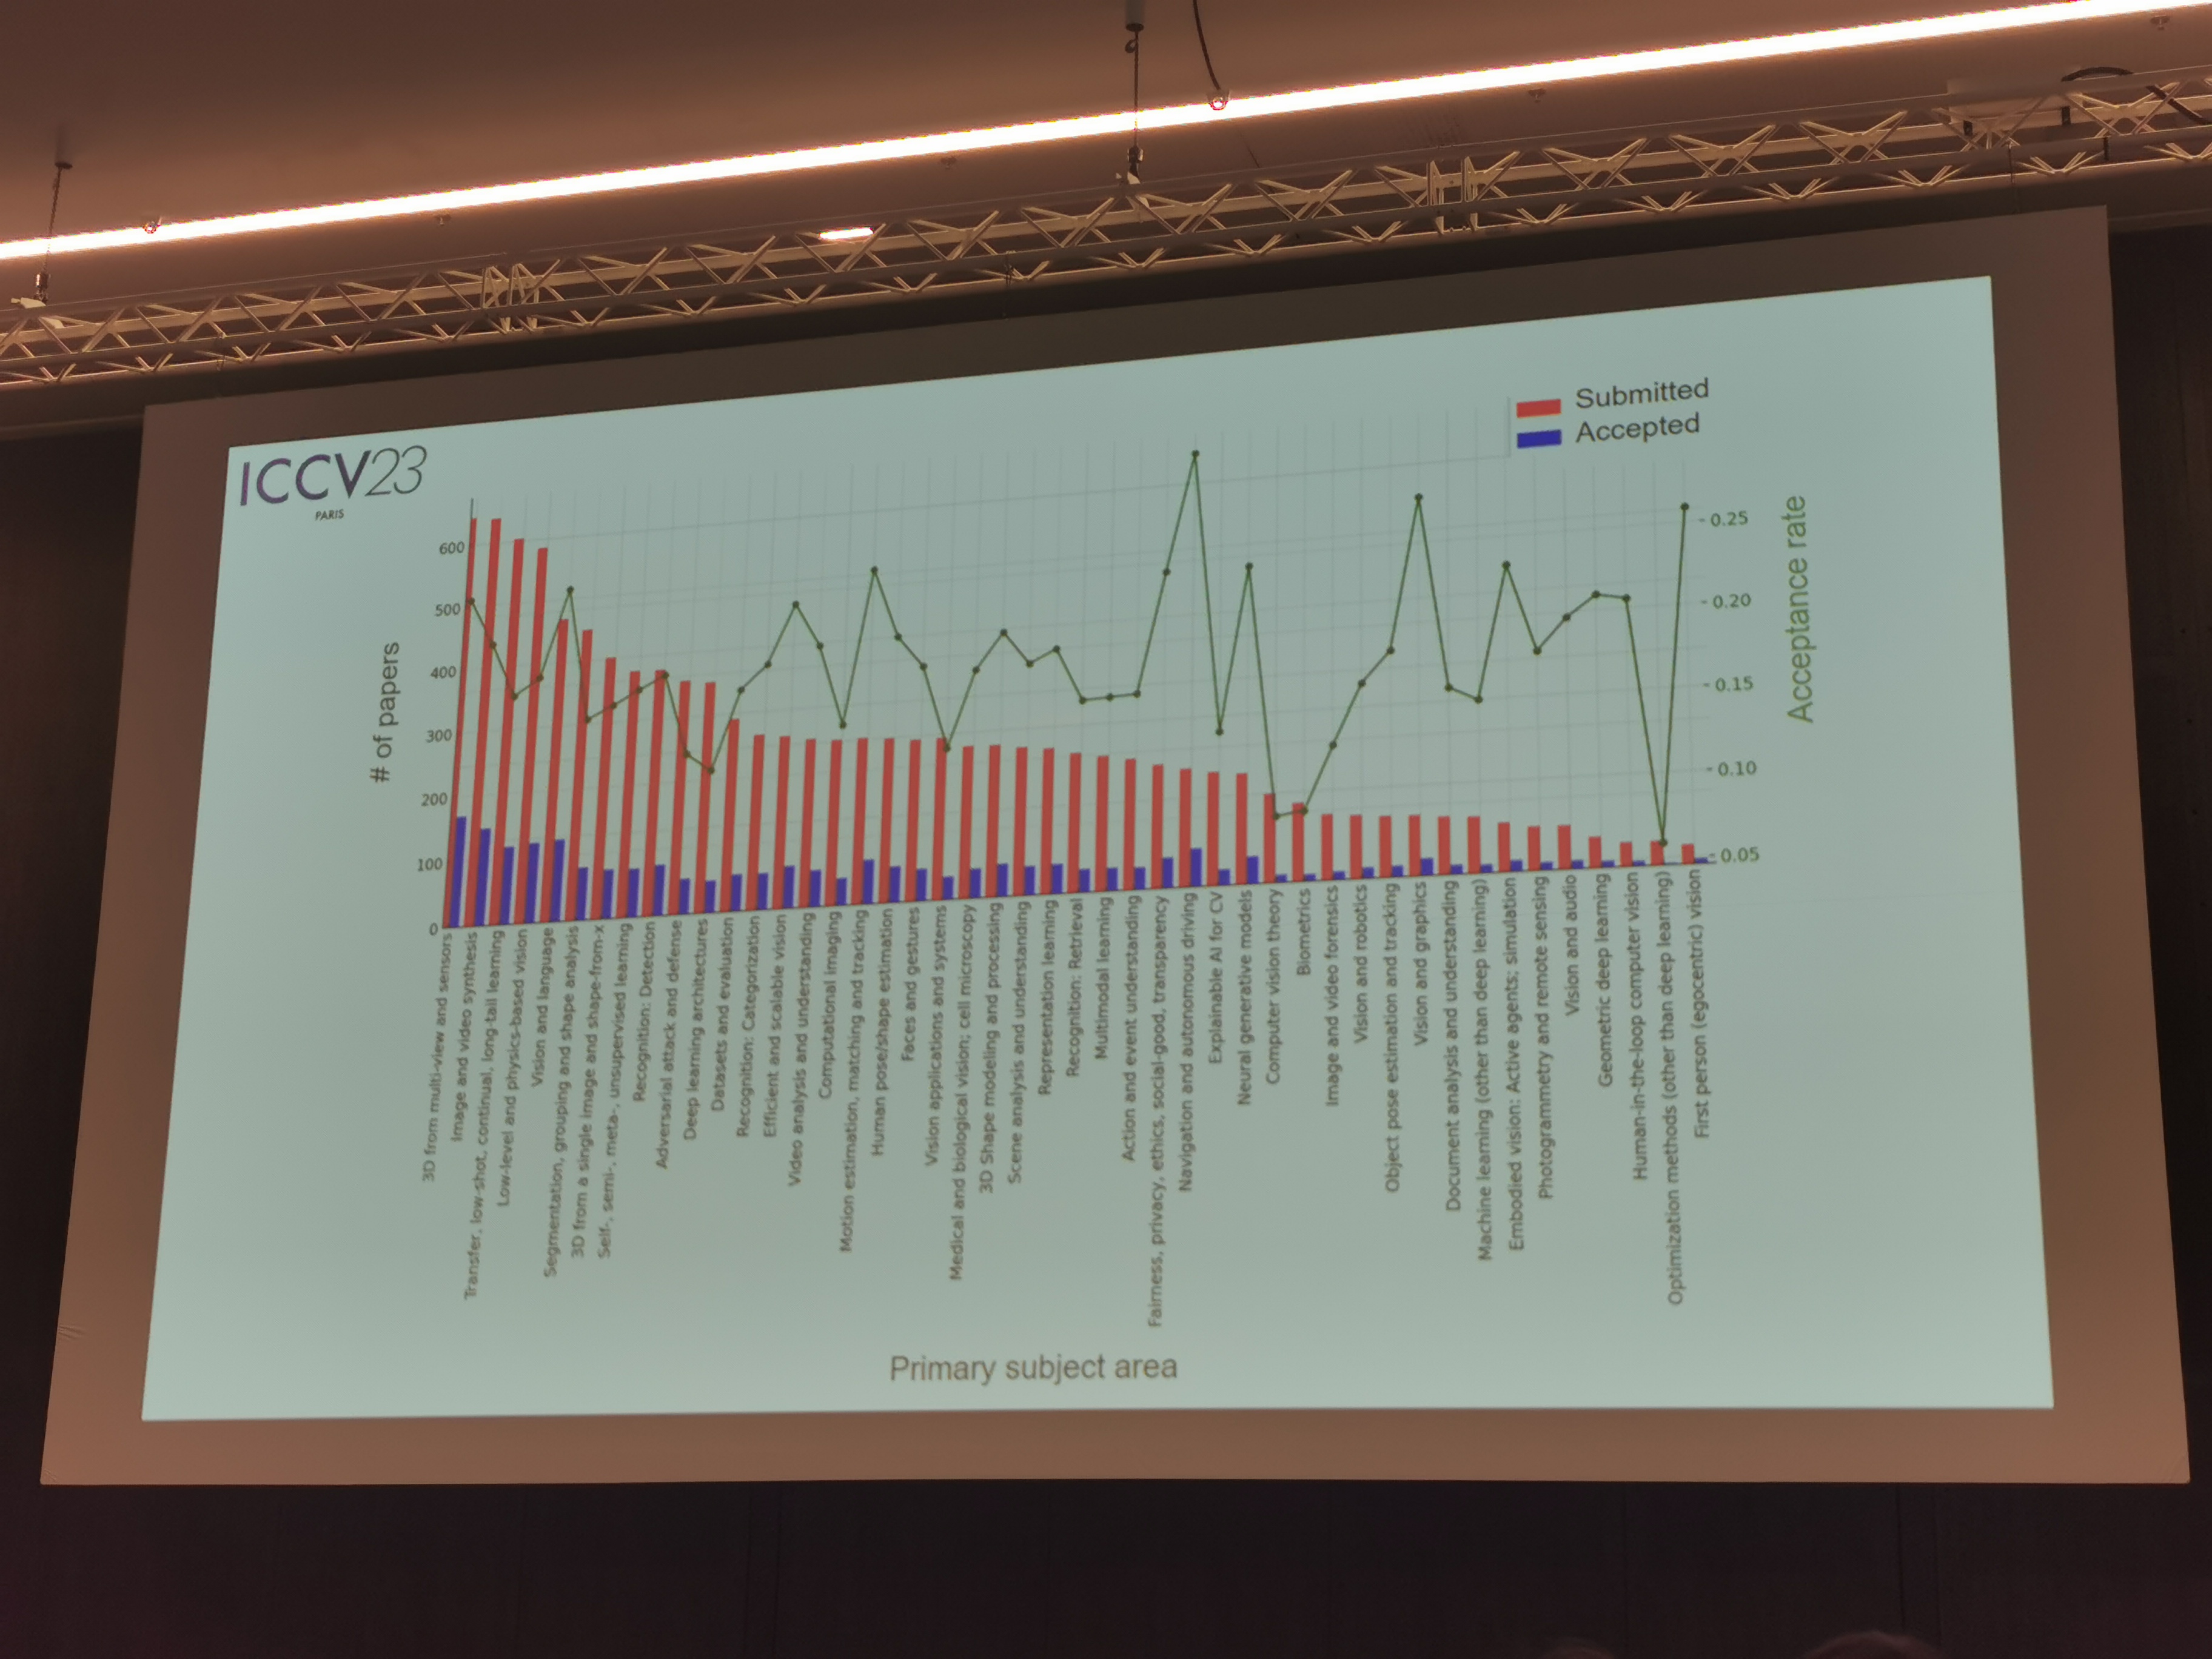 ICCV23
PARIS
Submitted
Accepted
# of papers
600
500
400
300
200
100
0
0.25
0.20
0.15
0.10
0.05
Acceptance rate
3D from multi-view and sensors
Image and video synthesis
Transfer, low-shot, continual, long-tail learning
Low-level and physics-based vision
Vision and language
Segmentation, grouping and shape analysis
3D from a single image and shape-from-x
Self-, semi-, meta-, unsupervised learning
Recognition: Detection
Adversarial attack and defense
Deep learning architectures
Datasets and evaluation
Recognition: Categorization
Efficient and scalable vision
Video analysis and understanding
Computational imaging
Motion estimation, matching and tracking
Human pose/shape estimation
Faces and gestures
Vision applications and systems
Medical and biological vision; cell microscopy
3D Shape modeling and processing
Scene analysis and understanding
Representation learning
Recognition: Retrieval
Multimodal learning
Action and event understanding
Fairness, privacy, ethics, social-good, transparency
Navigation and autonomous driving
Explainable AI for CV
Neural generative models
Computer vision theory
Biometrics
Image and video forensics
Vision and robotics
Object pose estimation and tracking
Vision and graphics
Document analysis and understanding
Machine learning (other than deep learning)
Embodied vision: Active agents; simulation
Photogrammetry and remote sensing
Vision and audio
Geometric deep learning
Human-in-the-loop computer vision
Optimization methods (other than deep learning)
First person (egocentric) vision
Primary subject area